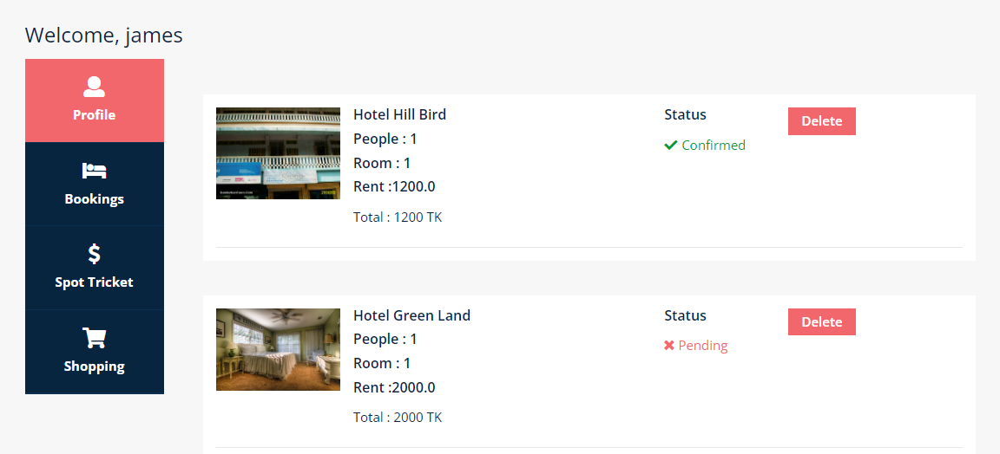 Welcome, james
Profile
Bookings
Spot Tricket
Shopping
Hotel Hill Bird
People : 1
Room : 1
Rent :1200.0
Total : 1200 TK
Status
Confirmed
Delete
Hotel Green Land
People : 1
Room : 1
Rent :2000.0
Total : 2000 TK
Status
Pending
Delete